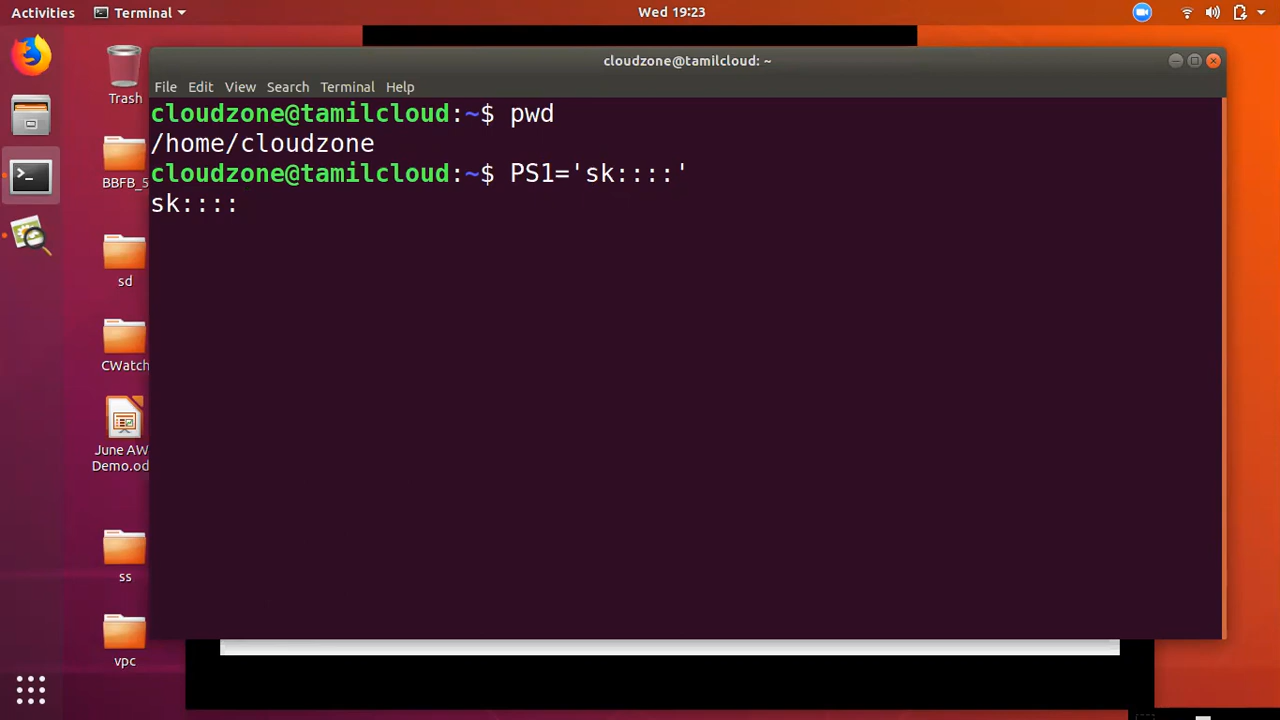 Activities
Terminal
Wed 19:23
cloudzone@tamilcloud: ~
File Edit View Search Terminal Help
cloudzone@tamilcloud:~$ pwd
/home/cloudzone
cloudzone@tamilcloud:~$ PS1='sk::::'
sk::::
Trash
BBFB_5
sd
CWatch
June AW
Demo.od
ss
vpc